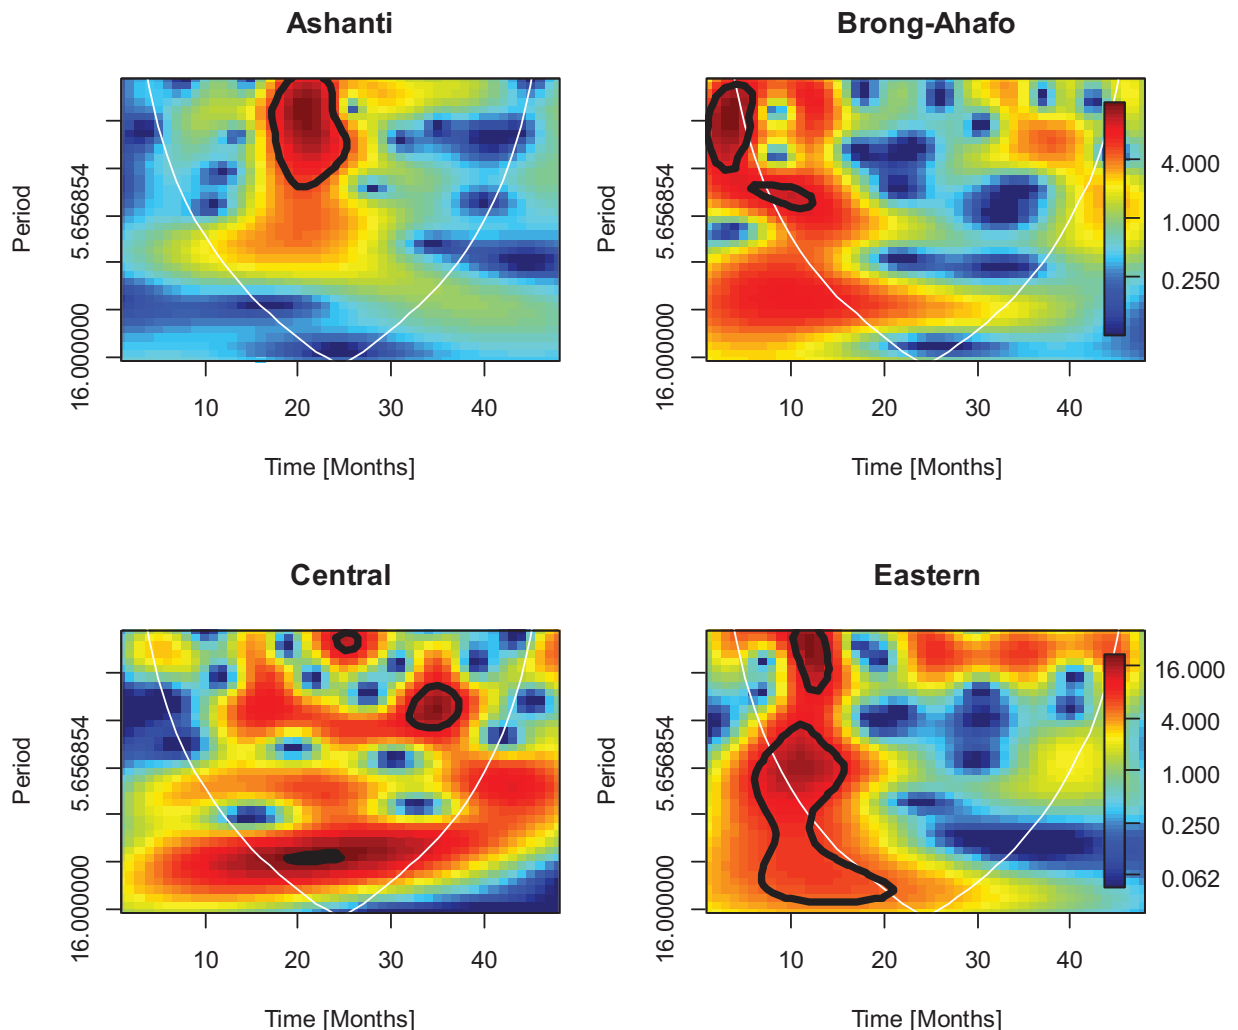 Ashanti
Brong-Ahafo
Period
5.656854
16.000000
10 20 30 40
Time [Months]
Period
5.656854
16.000000
10 20 30 40
Time [Months]
4.000
1.000
0.250
Central
Eastern
Period
5.656854
16.000000
10 20 30 40
Time [Months]
Period
5.656854
16.000000
10 20 30 40
Time [Months]
16.000
4.000
1.000
0.250
0.062